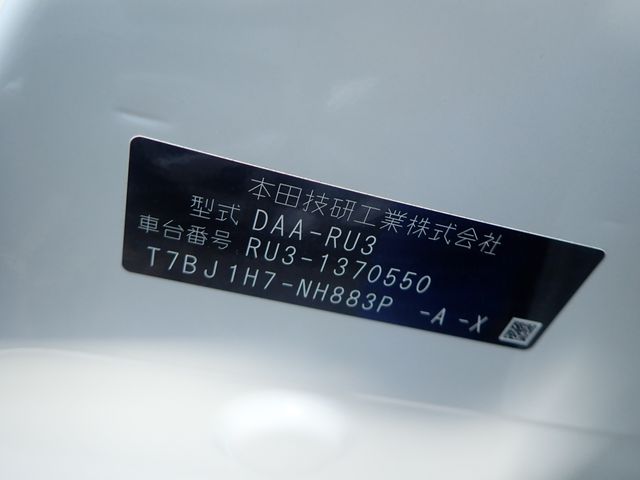 本田技研工業株式会社
型式 DAA-RU3
車台番号 RU3-1370550
T7BJ1H7-NH883P -A -X